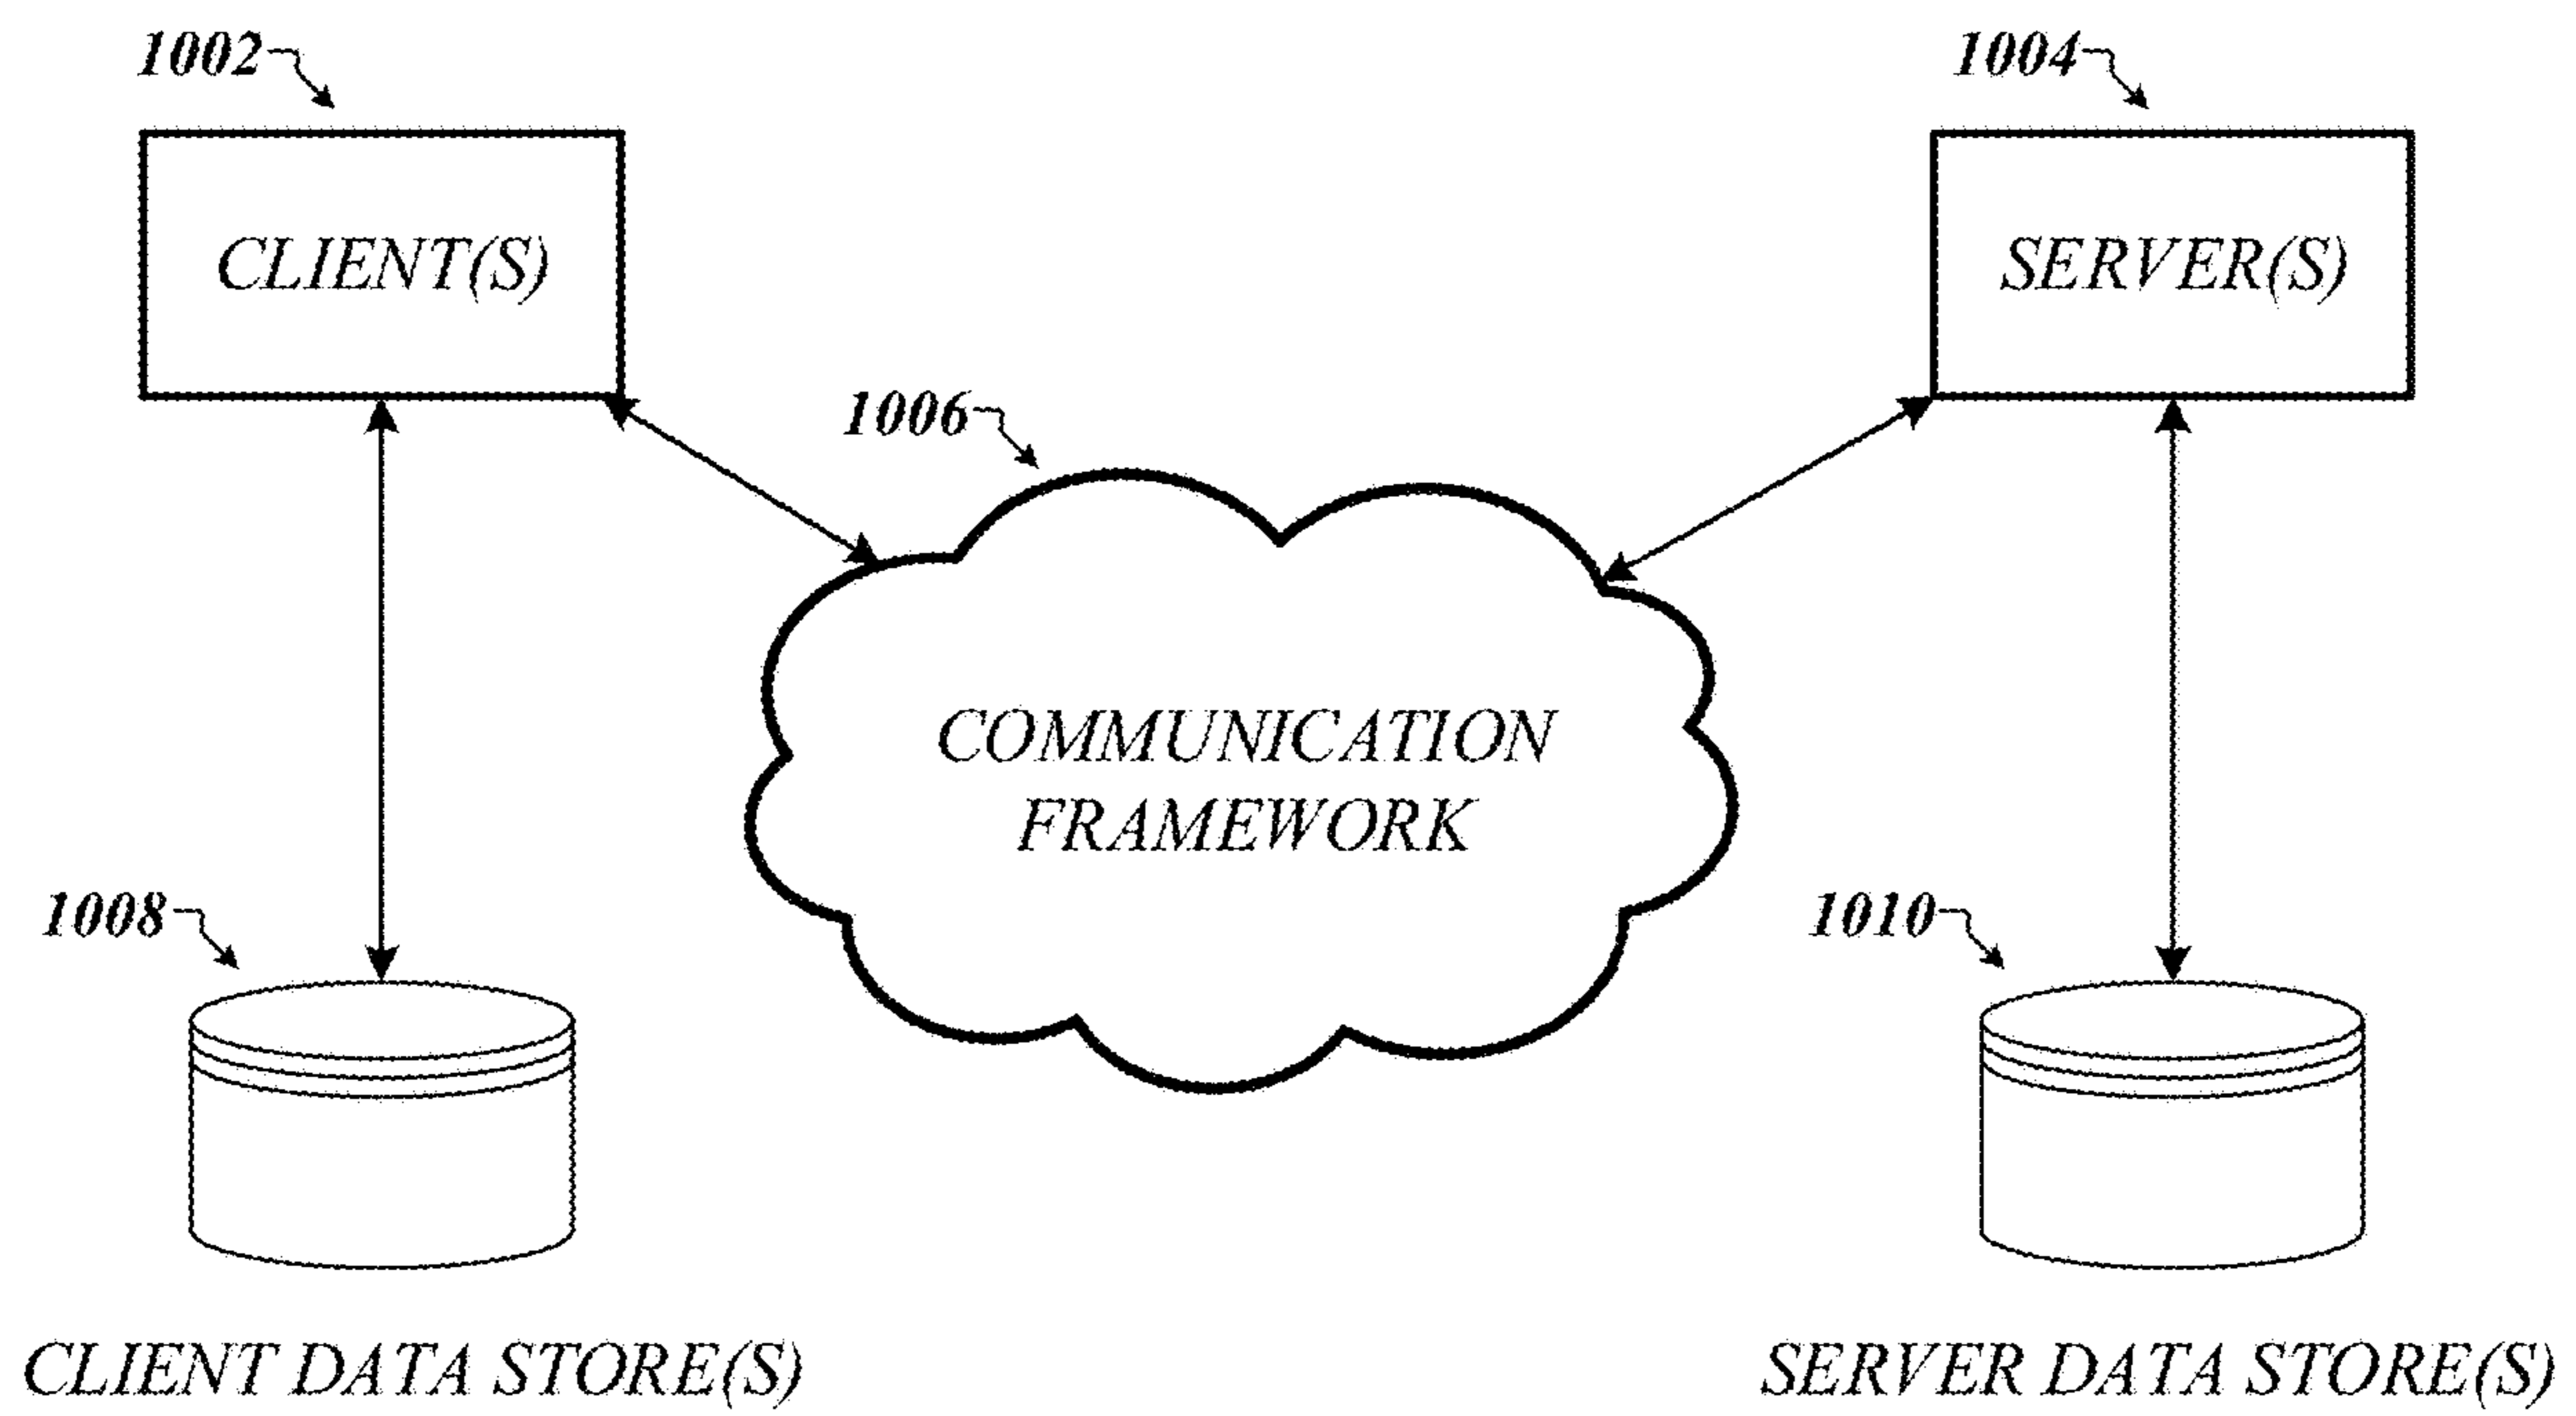 1002
1004
CLIENT(S)
SERVER(S)
1006
COMMUNICATION
FRAMEWORK
1008
1010
CLIENT DATA STORE(S)
SERVER DATA STORE(S)